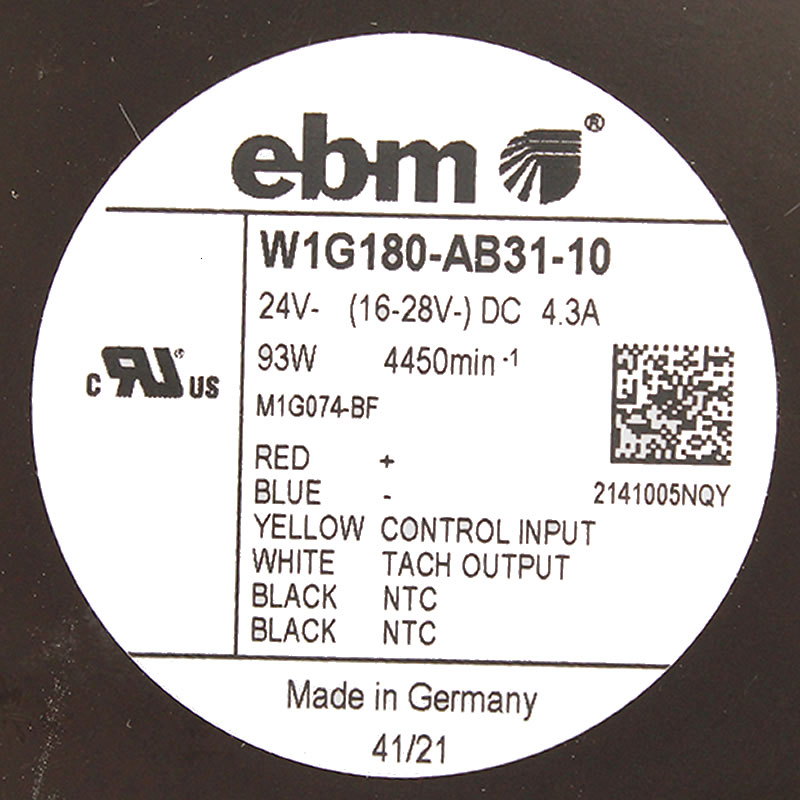 ebm ®
W1G180-AB31-10
24V- (16-28V-) DC 4.3A
93W 4450min -1
M1G074-BF
c RU ® US
RED +
BLUE -
2141005NQY
YELLOW CONTROL INPUT
WHITE TACH OUTPUT
BLACK NTC
BLACK NTC
Made in Germany
41/21